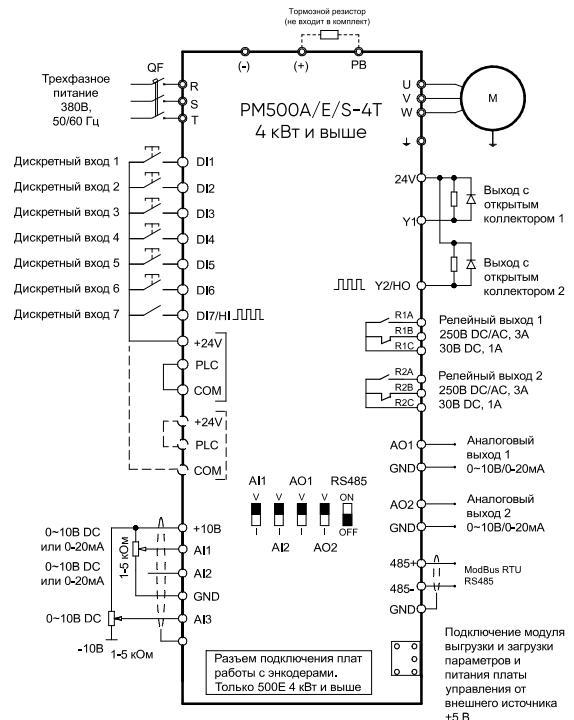 Тормозной резистор
(не входит в комплект)
(-)
(+)
PB
QF
Трехфазное
питание
380В,
50/60 Гц
R
S
T
PM500A/E/S-4T
4 кВт и выше
U
V
W
M
Дискретный вход 1
DI1
Дискретный вход 2
DI2
Дискретный вход 3
DI3
Дискретный вход 4
DI4
Дискретный вход 5
DI5
Дискретный вход 6
DI6
Дискретный вход 7
DI7/HI
+24V
PLC
COM
+24V
PLC
COM
24V
Y1
Выход с
открытым
коллектором 1
Y2/HO
Выход с
открытым
коллектором 2
R1A
R1B
R1C
Релейный выход 1
250В DC/AC, 3A
30В DC, 1A
R2A
R2B
R2C
Релейный выход 2
250В DC/AC, 3A
30В DC, 1A
AO1
GND
Аналоговый
выход 1
0~10В/0-20мА
AO2
GND
Аналоговый
выход 2
0~10В/0-20мА
AI1
AO1
RS485
V
V
V
V
ON
I
I
I
I
OFF
AI2
AO2
0~10В DC
или 0-20мА
0~10В DC
или 0-20мА
1-5 кОм
+10В
AI1
AI2
GND
0~10В DC
AI3
-10В
1-5 кОм
485+
485-
GND
ModBus RTU
RS485
Разъем подключения плат
работы с энкодерами.
Только 500E 4 кВт и выше
Подключение модуля
выгрузки и загрузки
параметров и
питания платы
управления от
внешнего источника
+5 В